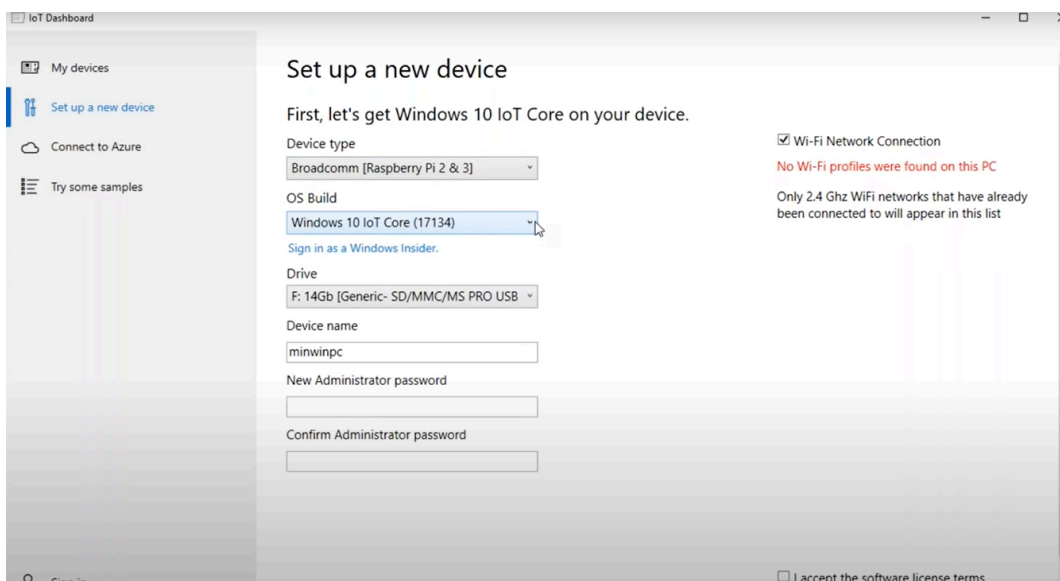 IoT Dashboard
My devices
Set up a new device
Connect to Azure
Try some samples
Set up a new device
First, let's get Windows 10 IoT Core on your device.
Device type
Broadcomm [Raspberry Pi 2 & 3]
OS Build
Windows 10 IoT Core (17134)
Sign in as a Windows Insider.
Drive
F: 14Gb [Generic- SD/MMC/MS PRO USB
Device name
minwinpc
New Administrator password
Confirm Administrator password
Wi-Fi Network Connection
No Wi-Fi profiles were found on this PC
Only 2.4 Ghz WiFi networks that have already
been connected to will appear in this list
I accept the software license terms
Sign in